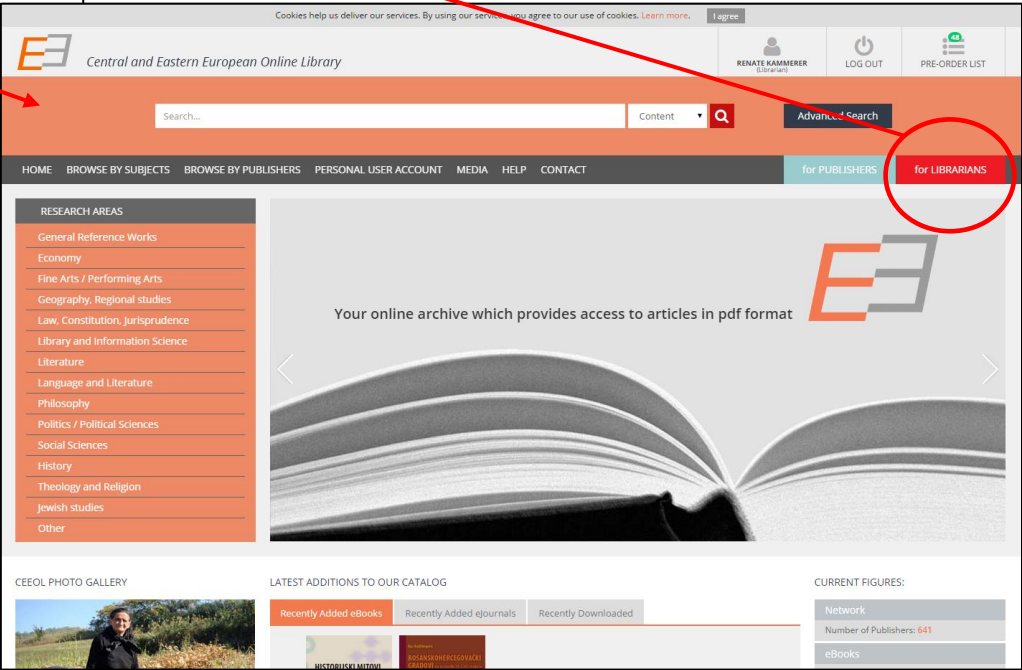 Cookies help us deliver our services. By using our services, you agree to our use of cookies. Learn more. I agree
Central and Eastern European Online Library
RENATE KAMMERER
(Librarian)
LOG OUT
48
PRE-ORDER LIST
Search...
Content
Advanced Search
HOME BROWSE BY SUBJECTS BROWSE BY PUBLISHERS PERSONAL USER ACCOUNT MEDIA HELP CONTACT for PUBLISHERS for LIBRARIANS
RESEARCH AREAS
General Reference Works
Economy
Fine Arts / Performing Arts
Geography, Regional studies
Law, Constitution, Jurisprudence
Library and Information Science
Literature
Language and Literature
Philosophy
Politics / Political Sciences
Social Sciences
History
Theology and Religion
Jewish studies
Other
Your online archive which provides access to articles in pdf format
CEEOL PHOTO GALLERY
LATEST ADDITIONS TO OUR CATALOG
Recently Added eBooks Recently Added eJournals Recently Downloaded
HISTORIJSKI MITOVI
BOSANSKOHERCEGOVAČKI
GRADOVI
CURRENT FIGURES:
Network
Number of Publishers: 641
eBooks